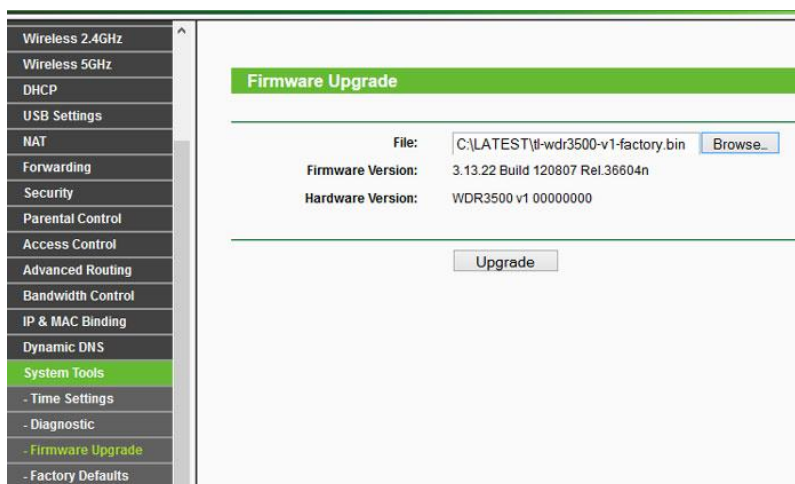 Wireless 2.4GHz
Wireless 5GHz
DHCP
USB Settings
NAT
Forwarding
Security
Parental Control
Access Control
Advanced Routing
Bandwidth Control
IP & MAC Binding
Dynamic DNS
System Tools
- Time Settings
- Diagnostic
- Firmware Upgrade
- Factory Defaults
Firmware Upgrade
File: C:\LATEST\tl-wdr3500-v1-factory.bin Browse...
Firmware Version: 3.13.22 Build 120807 Rel.36604n
Hardware Version: WDR3500 v1 00000000
Upgrade